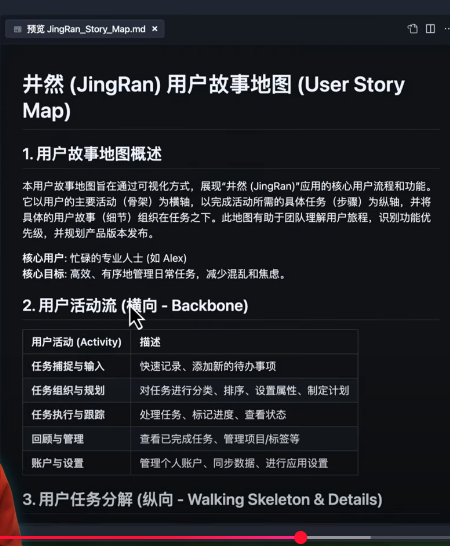 预览 JingRan_Story_Map.md ×
井然 (JingRan) 用户故事地图 (User Story
Map)
1. 用户故事地图概述
本用户故事地图旨在通过可视化方式，展现“井然 (JingRan)”应用的核心用户流程和功能。
它以用户的主要活动（骨架）为横轴，以完成活动所需的具体任务（步骤）为纵轴，并将
具体的用户故事（细节）组织在任务之下。此地图有助于团队理解用户旅程，识别功能优
先级，并规划产品版本发布。
核心用户: 忙碌的专业人士 (如 Alex)
核心目标: 高效、有序地管理日常任务，减少混乱和焦虑。
2. 用户活动流 (横向 - Backbone)
用户活动 (Activity) 描述
任务捕捉与输入 快速记录、添加新的待办事项
任务组织与规划 对任务进行分类、排序、设置属性、制定计划
任务执行与跟踪 处理任务、标记进度、查看状态
回顾与管理 查看已完成任务、管理项目/标签等
账户与设置 管理个人账户、同步数据、进行应用设置
3. 用户任务分解 (纵向 - Walking Skeleton & Details)